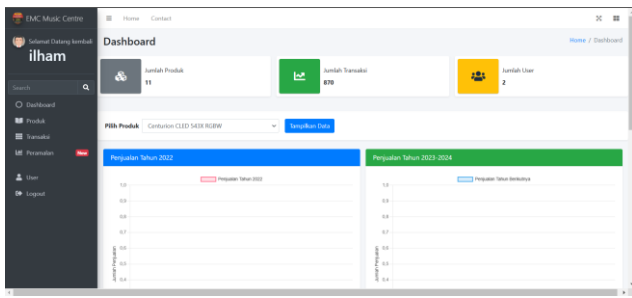 EMC Music Centre
Home Contact
Selamat Datang kembali
ilham
Search
Dashboard
Produk
Transaksi
Peramalan New
User
Logout
Dashboard
Home / Dashboard
Jumlah Produk
11
Jumlah Transaksi
870
Jumlah User
2
Pilih Produk Centurion CLED 543X RGBW Tampilkan Data
Penjualan Tahun 2022
Penjualan Tahun 2022
1,0
0,9
0,8
0,7
0,6
0,5
0,4
Jumlah Penjualan
Penjualan Tahun 2023-2024
Penjualan Tahun Berikutnya
1,0
0,9
0,8
0,7
0,6
0,5
0,4
Jumlah Penjualan